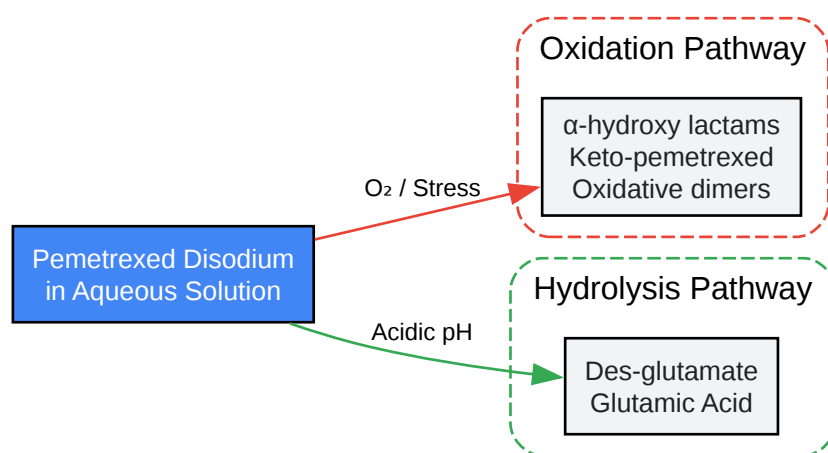 Oxidation Pathway
α-hydroxy lactams
Keto-pemetrexed
Oxidative dimers
O₂ / Stress
Pemetrexed Disodium
in Aqueous Solution
Hydrolysis Pathway
Acidic pH
Des-glutamate
Glutamic Acid